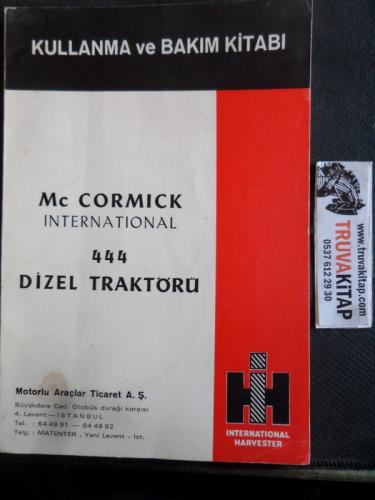 KULLANMA ve BAKIM KİTABI
Mc CORMICK
INTERNATIONAL
444
DİZEL TRAKTÖRÜ
Motorlu Araçlar Ticaret A. Ş.
Büyükdere Cad. Otobüs durağı karşısı
4. Levent — İSTANBUL
Tel. : 64 49 91 — 64 49 92
Telg. : MATENTER , Yeni Levent - İst.
INTERNATIONAL
HARVESTER
TRUVAKİTAP
0537 612 29 30
www.truvakitap.com